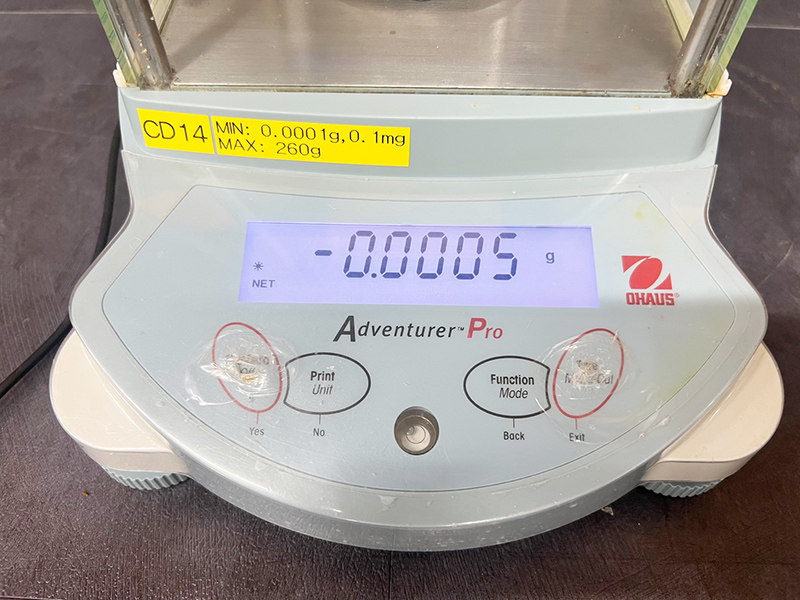 CD14
MIN: 0.0001g,0.1mg
MAX: 260g
-0.0005 g
* NET
OHAUS®
Adventurer™ Pro
Print
Unit
Function
Mode
Yes
No
Back
Exit